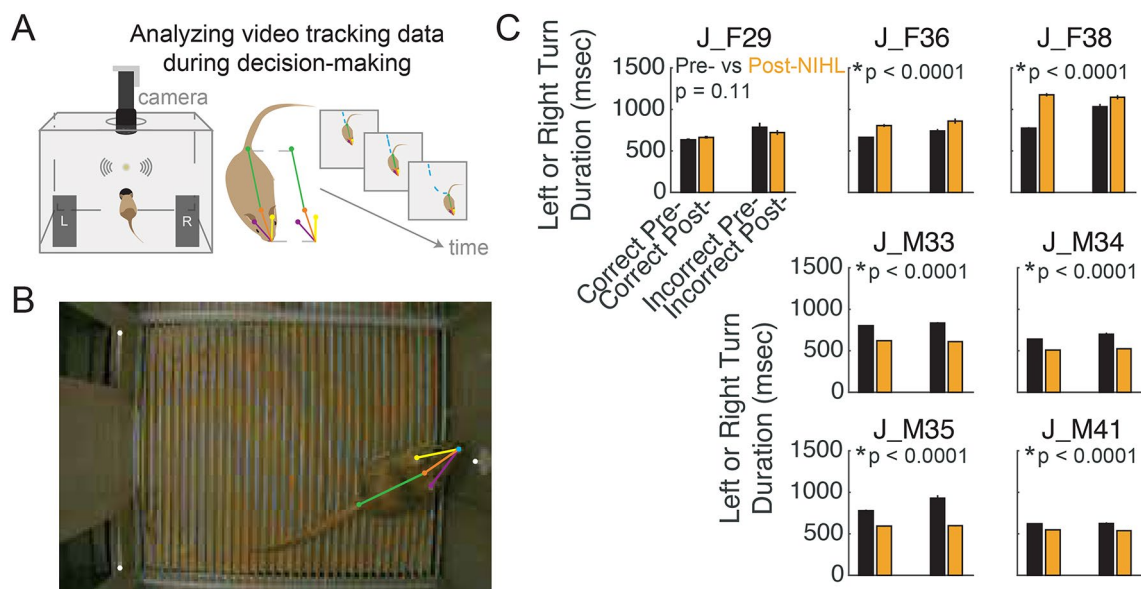 A
Analyzing video tracking data
during decision-making
camera
L
R
time
B
C
Left or Right Turn
Duration (msec)
J_F29
1500
1000
500
0
Pre- vs Post-NIHL
p = 0.11
Correct Pre-
Correct Post-
Incorrect Pre-
Incorrect Post-
J_F36
*p < 0.0001
J_F38
*p < 0.0001
Left or Right Turn
Duration (msec)
J_M33
1500
1000
500
0
*p < 0.0001
J_M34
*p < 0.0001
J_M35
1500
1000
500
0
*p < 0.0001
J_M41
*p < 0.0001